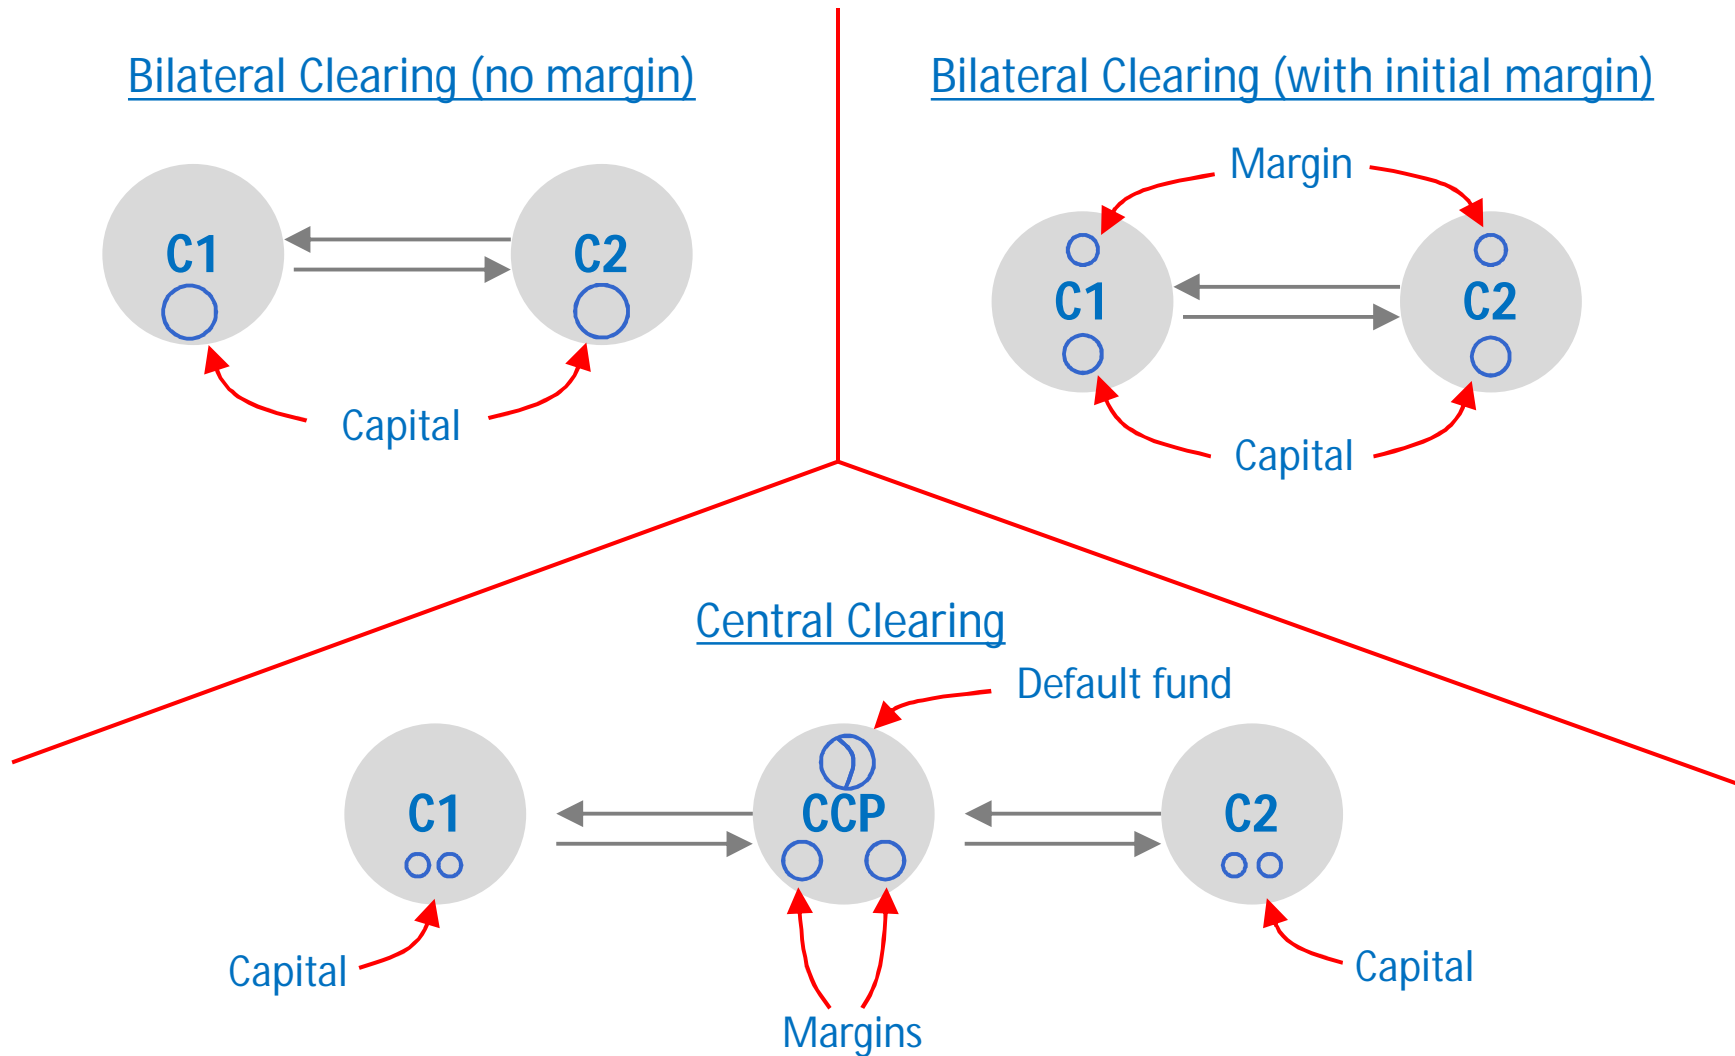 Bilateral Clearing (no margin)
C1
C2
Capital
Bilateral Clearing (with initial margin)
Margin
C1
C2
Capital
Central Clearing
Default fund
C1
CCP
C2
Capital
Capital
Margins